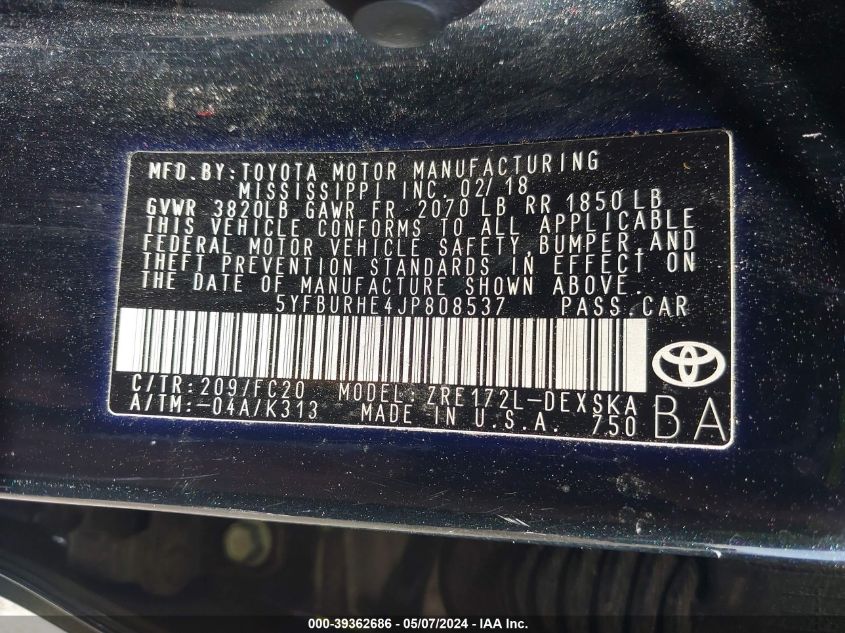 MFD.BY:TOYOTA MOTOR MANUFACTURING
MISSISSIPPI INC. 02/18
GVWR 3820LB GAWR FR 2070 LB RR 1850 LB
THIS VEHICLE CONFORMS TO ALL APPLICABLE
FEDERAL MOTOR VEHICLE SAFETY,BUMPER,AND
THEFT PREVENTION STANDARDS IN EFFECT ON
THE DATE OF MANUFACTURE SHOWN ABOVE.
5YFBURHE4JP808537 PASS.CAR
C/TR:209/FC20 MODEL:ZRE172L-DEXSKA
A/TM:-04A/K313 MADE IN U.S.A. 750
BA
000-39362686 - 05/07/2024 - IAA Inc.